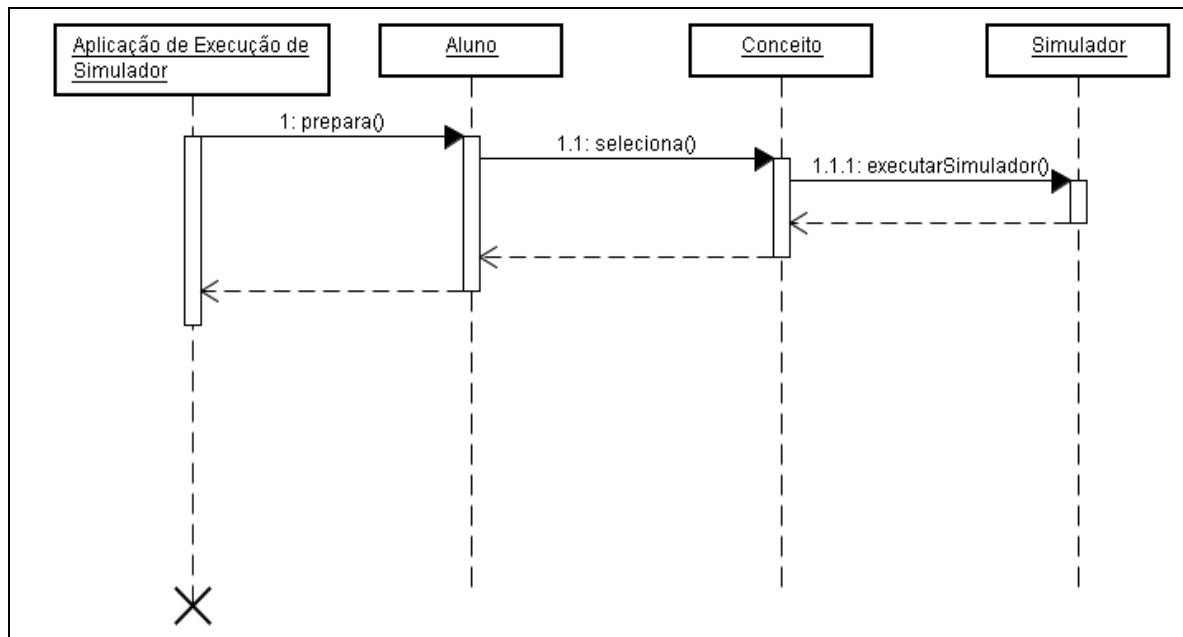 Aplicação de Execução de
Simulador
Aluno
Conceito
Simulador
1: prepara()
1.1: seleciona()
1.1.1: executarSimulador()